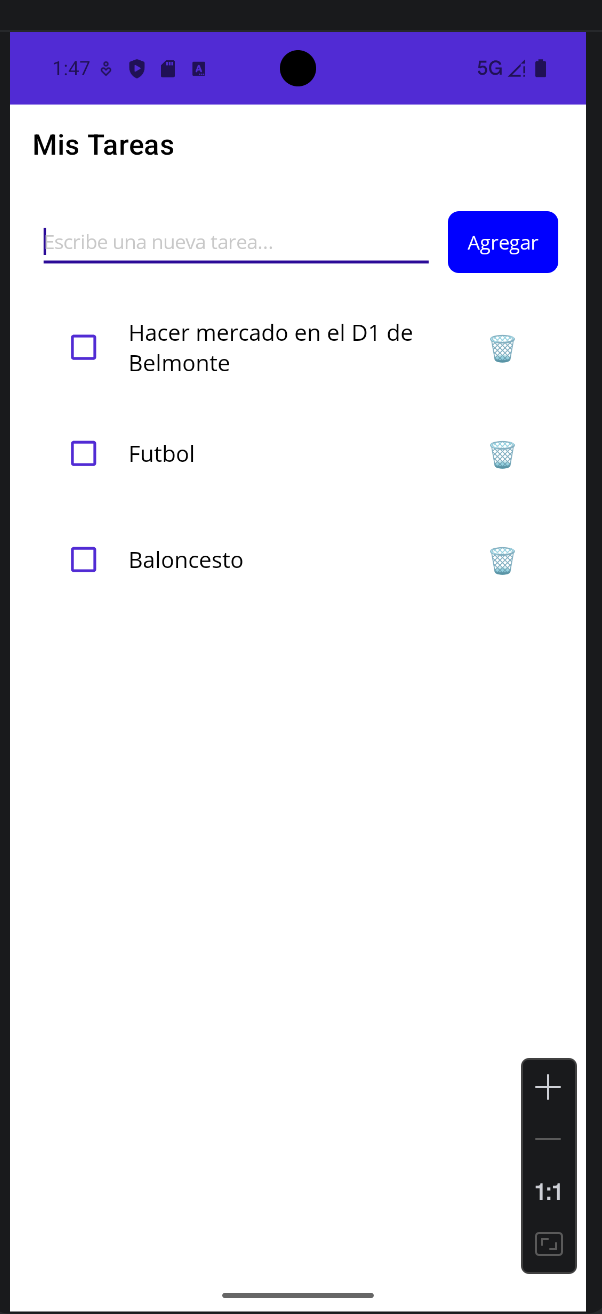 1:47
5G
Mis Tareas
Escribe una nueva tarea...
Agregar
Hacer mercado en el D1 de
Belmonte
Futbol
Baloncesto
1:1